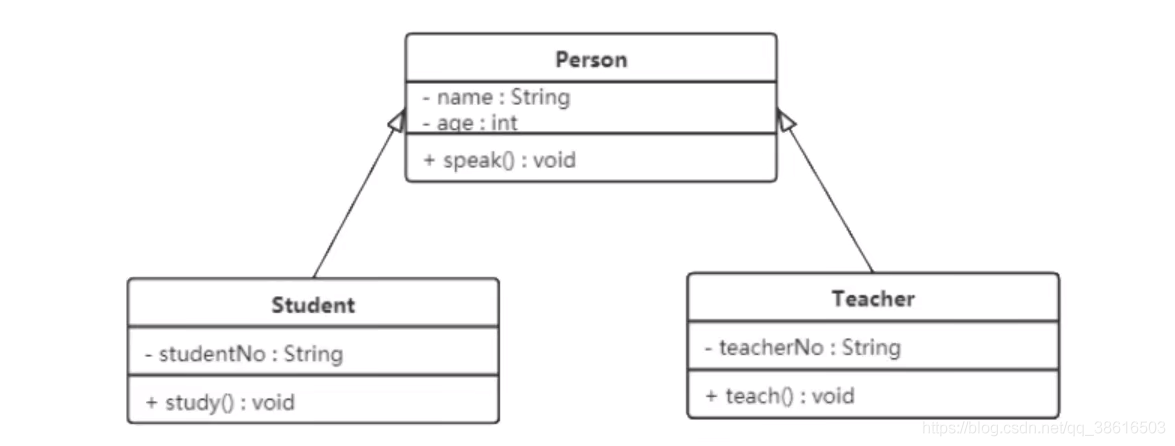 Person
- name : String
- age : int
+ speak() : void
Student
- studentNo : String
+ study() : void
Teacher
- teacherNo : String
+ teach() : void
https://blog.csdn.net/qq_38616503